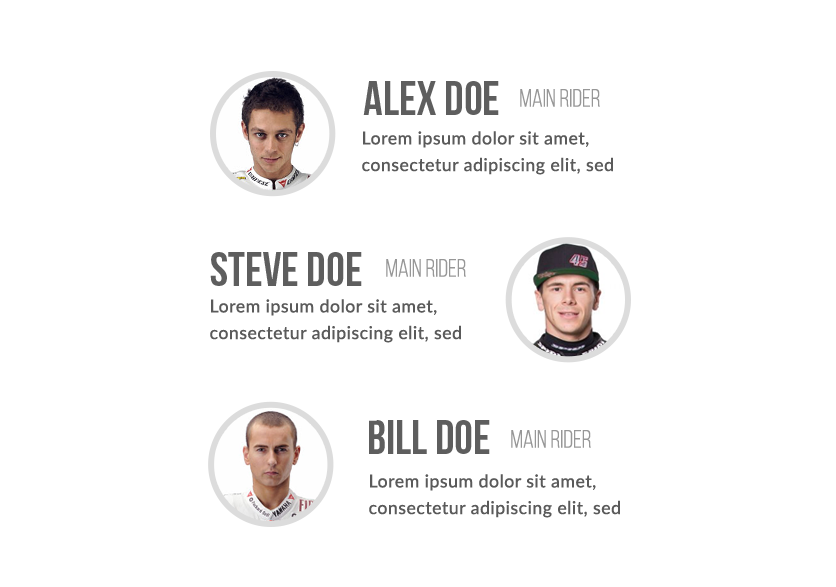 ALEX DOE MAIN RIDER
Lorem ipsum dolor sit amet,
consectetur adipiscing elit, sed
STEVE DOE MAIN RIDER
Lorem ipsum dolor sit amet,
consectetur adipiscing elit, sed
4E
BILL DOE MAIN RIDER
Lorem ipsum dolor sit amet,
consectetur adipiscing elit, sed
YAMAHA